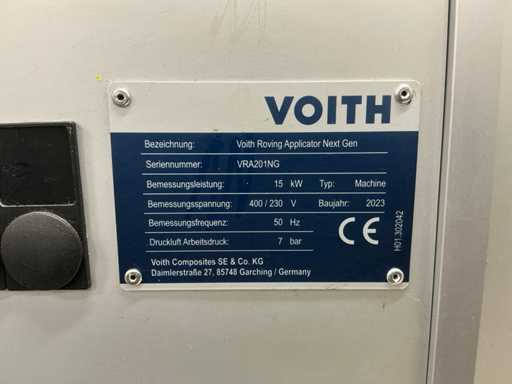 VOITH
Bezeichnung: Voith Roving Applicator Next Gen
Seriennummer: VRA201NG
Bemessungsleistung: 15 kW Typ: Machine
Bemessungsspannung: 400 / 230 V Baujahr: 2023
Bemessungsfrequenz: 50 Hz
Druckluft Arbeitsdruck: 7 bar
CE
H01.302042
Voith Composites SE & Co. KG
Daimlerstraße 27, 85748 Garching / Germany